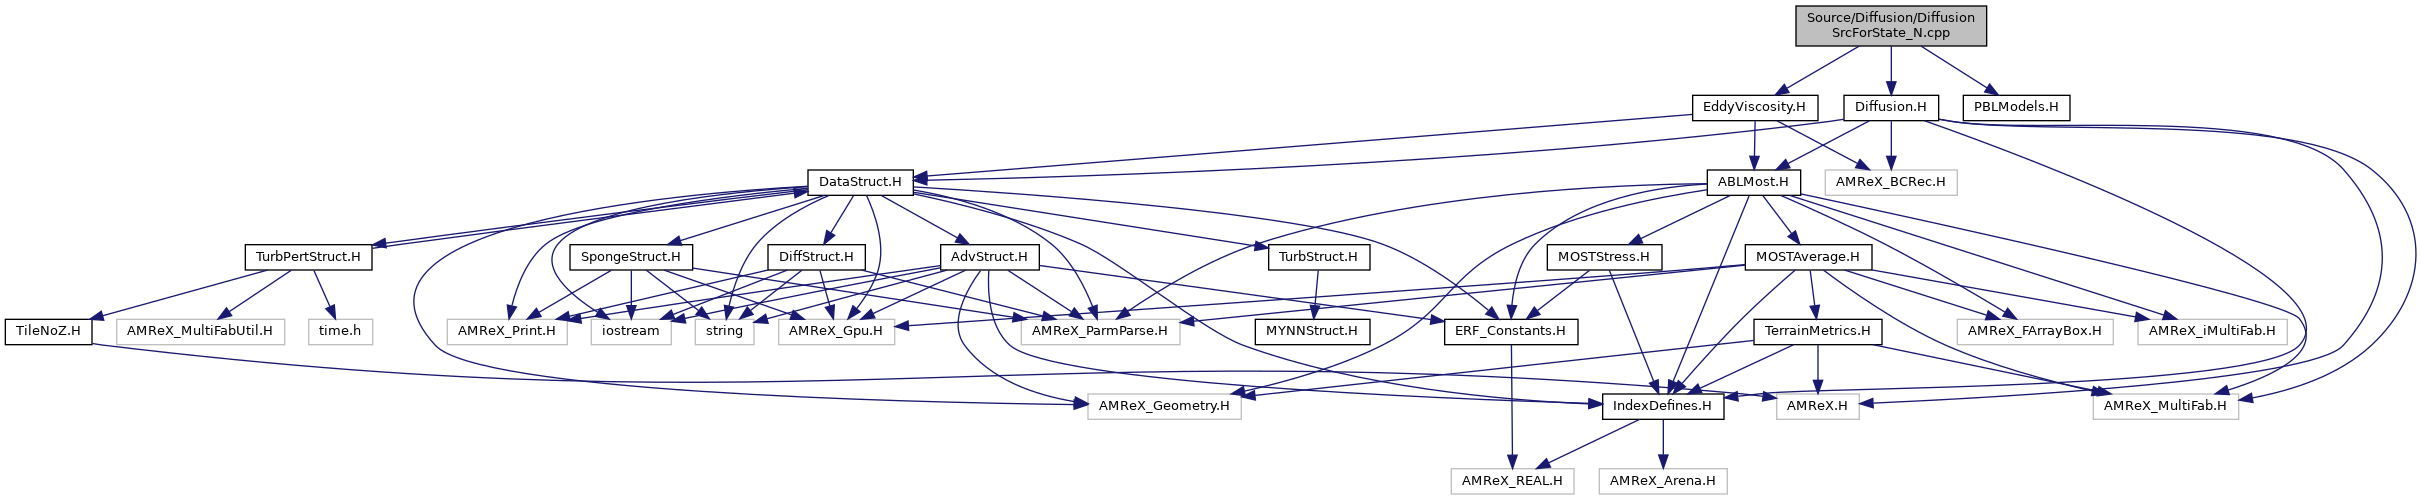 Source/Diffusion/Diffusion
SrcForState_N.cpp
EddyViscosity.H
Diffusion.H
PBLModels.H
DataStruct.H
ABLMost.H
AMReX_BCRec.H
TurbPertStruct.H
SpongeStruct.H
DiffStruct.H
AdvStruct.H
TurbStruct.H
MOSTStress.H
MOSTAverage.H
TileNoZ.H
AMReX_MultiFabUtil.H
time.h
AMReX_Print.H
iostream
string
AMReX_Gpu.H
AMReX_ParmParse.H
MYNNStruct.H
ERF_Constants.H
TerrainMetrics.H
AMReX_FArrayBox.H
AMReX_iMultiFab.H
AMReX_Geometry.H
IndexDefines.H
AMReX.H
AMReX_MultiFab.H
AMReX_REAL.H
AMReX_Arena.H